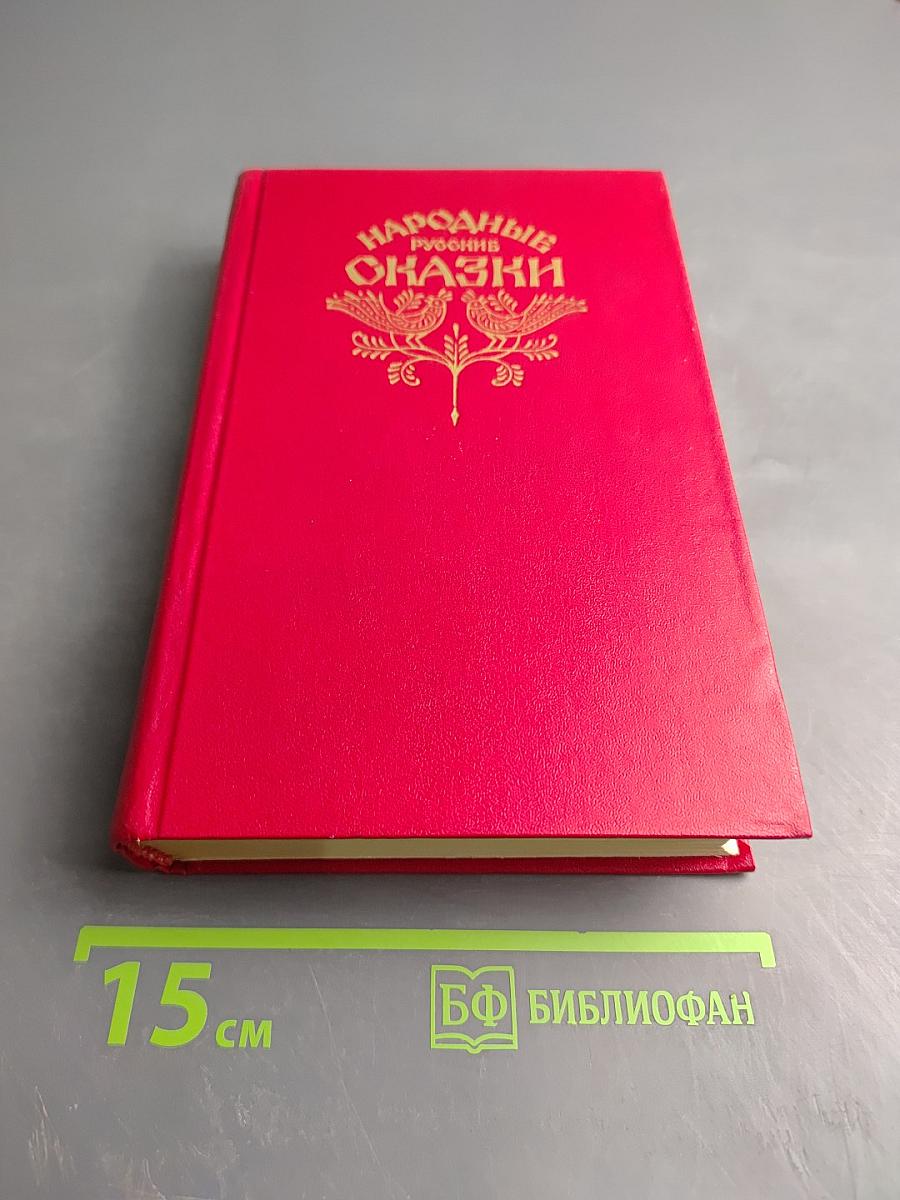 НАРОДНЫЕ
РУССКИЕ
СКАЗКИ
15 см
БФ БИБЛИОФАН